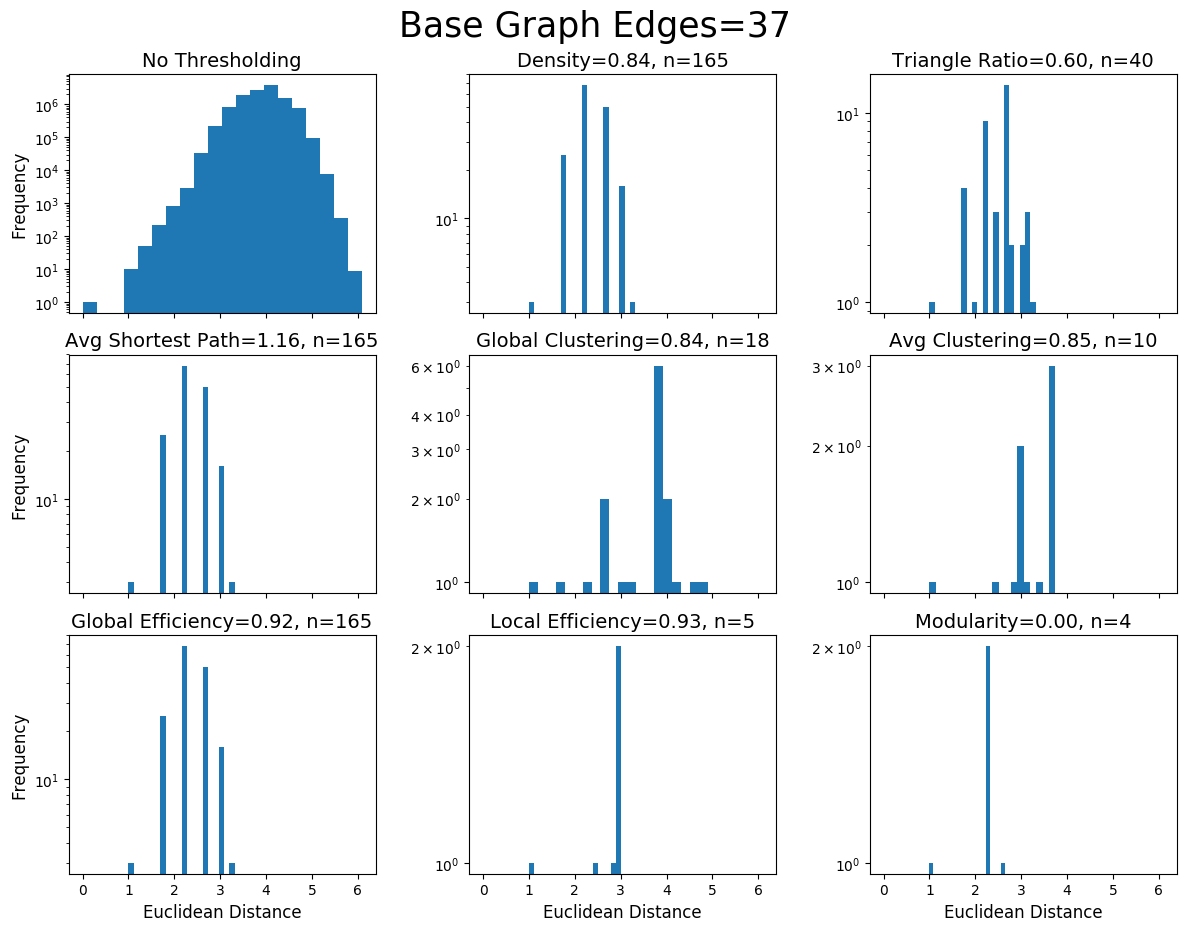 Base Graph Edges=37
No Thresholding
Density=0.84, n=165
Triangle Ratio=0.60, n=40
Frequency
10⁶
10⁵
10⁴
10³
10²
10¹
10⁰
10¹
10¹
10⁰
Avg Shortest Path=1.16, n=165
Global Clustering=0.84, n=18
Avg Clustering=0.85, n=10
Frequency
10¹
6 × 10⁰
4 × 10⁰
3 × 10⁰
2 × 10⁰
10⁰
3 × 10⁰
2 × 10⁰
10⁰
Global Efficiency=0.92, n=165
Local Efficiency=0.93, n=5
Modularity=0.00, n=4
Frequency
10¹
2 × 10⁰
10⁰
2 × 10⁰
10⁰
0 1 2 3 4 5 6
0 1 2 3 4 5 6
0 1 2 3 4 5 6
Euclidean Distance
Euclidean Distance
Euclidean Distance